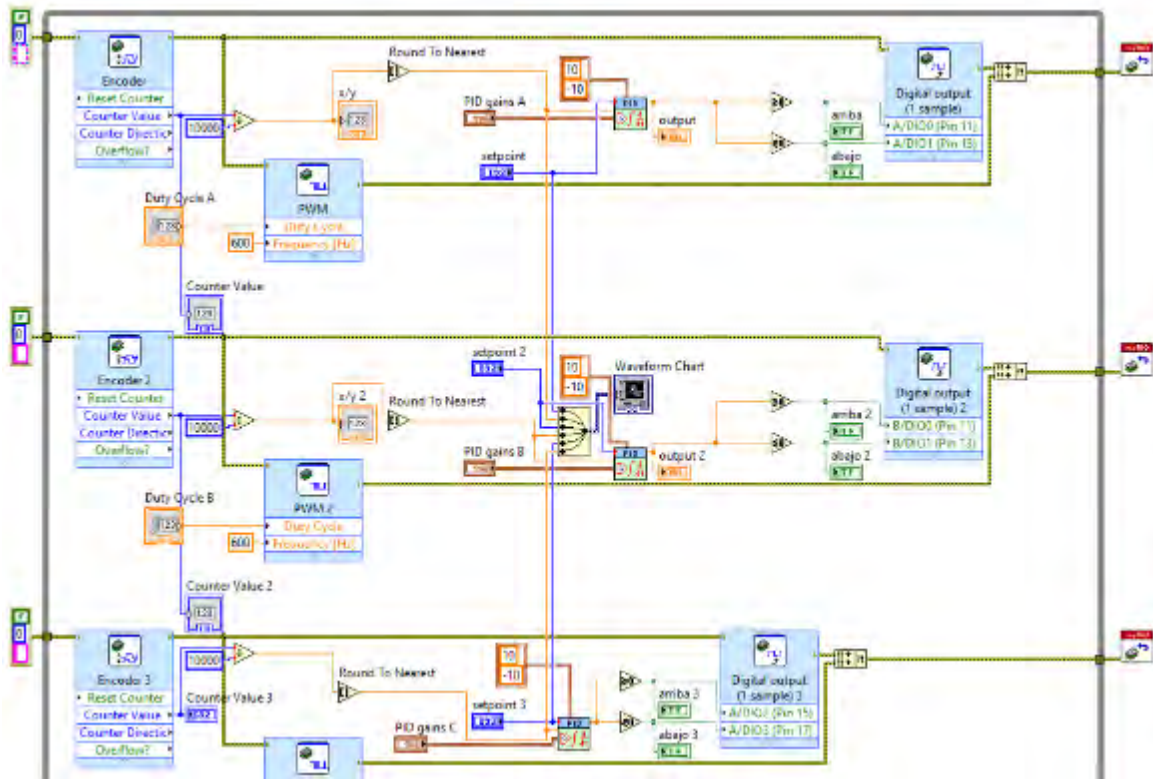 Encoder
Reset Counter
Counter Value
Counter Directic
Overflow?
10000
x/y
Round To Nearest
PID gains A
10
-10
PID
output
setpoint
arriba
abajo
Digital output
(1 sample)
A/DIO0 (Pin 11)
A/DIO1 (Pin 13)
PWM
Duty Cycle
Frequency (Hz)
Duty Cycle A
600
Counter Value
Encoder 2
Reset Counter
Counter Value
Counter Directic
Overflow?
10000
x/y 2
Round To Nearest
setpoint 2
10
-10
Waveform Chart
PID gains B
PID
output 2
arriba 2
abajo 2
Digital output
(1 sample) 2
B/DIO0 (Pin 11)
B/DIO1 (Pin 13)
PWM 2
Duty Cycle
Frequency (Hz)
Duty Cycle B
600
Counter Value 2
Encoder 3
Reset Counter
Counter Value
Counter Directic
Overflow?
10000
Counter Value 3
Round To Nearest
10
-10
setpoint 3
PID gains C
PID
arriba 3
abajo 3
Digital output
(1 sample) 3
A/DIO2 (Pin 15)
A/DIO3 (Pin 17)